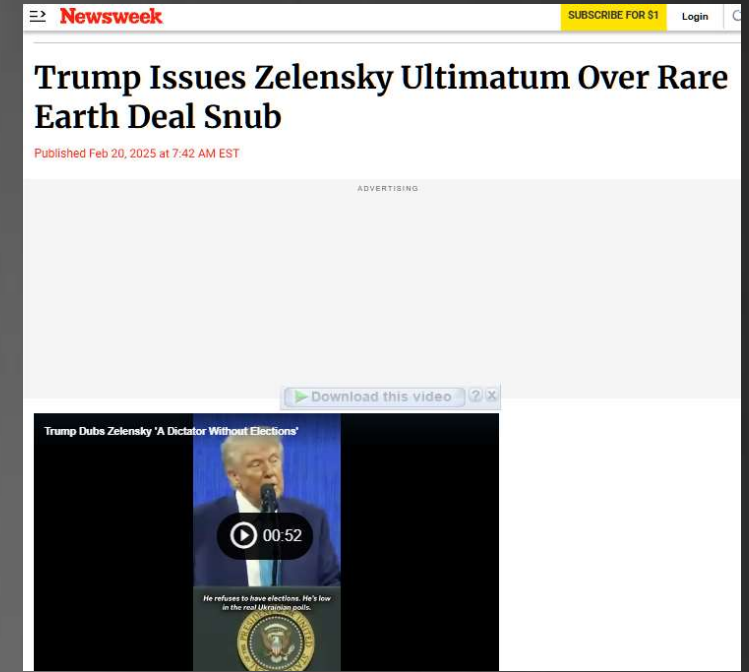 Newsweek
SUBSCRIBE FOR $1
Login
Trump Issues Zelensky Ultimatum Over Rare
Earth Deal Snub
Published Feb 20, 2025 at 7:42 AM EST
ADVERTISING
Download this video ? X
Trump Dubs Zelensky 'A Dictator Without Elections'
00:52
He refuses to have elections. He's low
in the real Ukrainian polls.